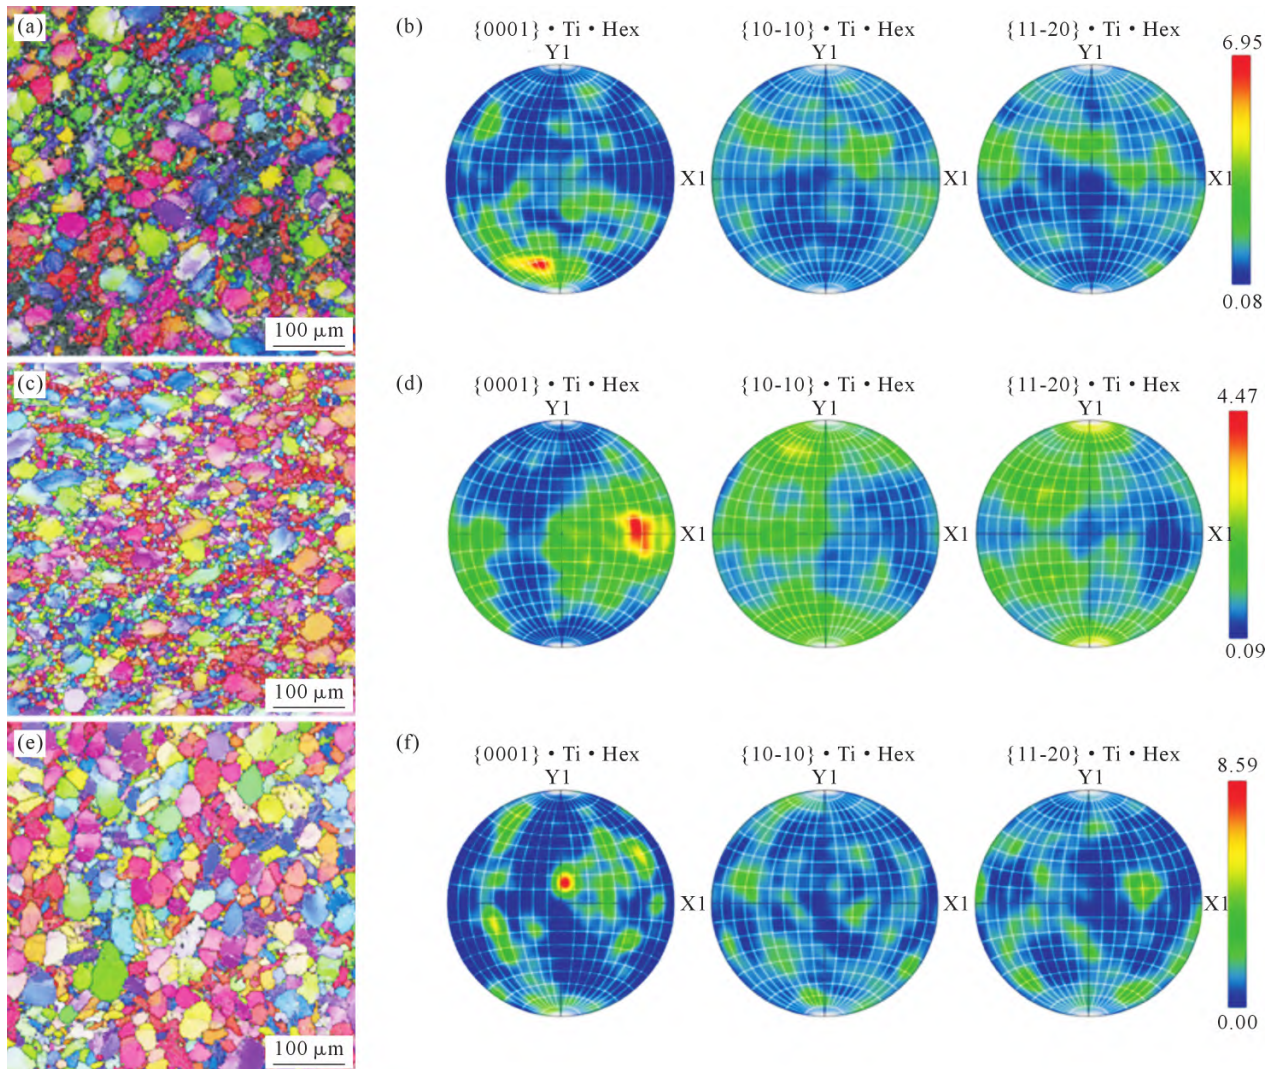 (a)
100 μm
(b)
{0001} • Ti • Hex
{10-10} • Ti • Hex
{11-20} • Ti • Hex
Y1
Y1
Y1
X1
X1
X1
6.95
0.08
(c)
100 μm
(d)
{0001} • Ti • Hex
{10-10} • Ti • Hex
{11-20} • Ti • Hex
Y1
Y1
Y1
X1
X1
X1
4.47
0.09
(e)
100 μm
(f)
{0001} • Ti • Hex
{10-10} • Ti • Hex
{11-20} • Ti • Hex
Y1
Y1
Y1
X1
X1
X1
8.59
0.00